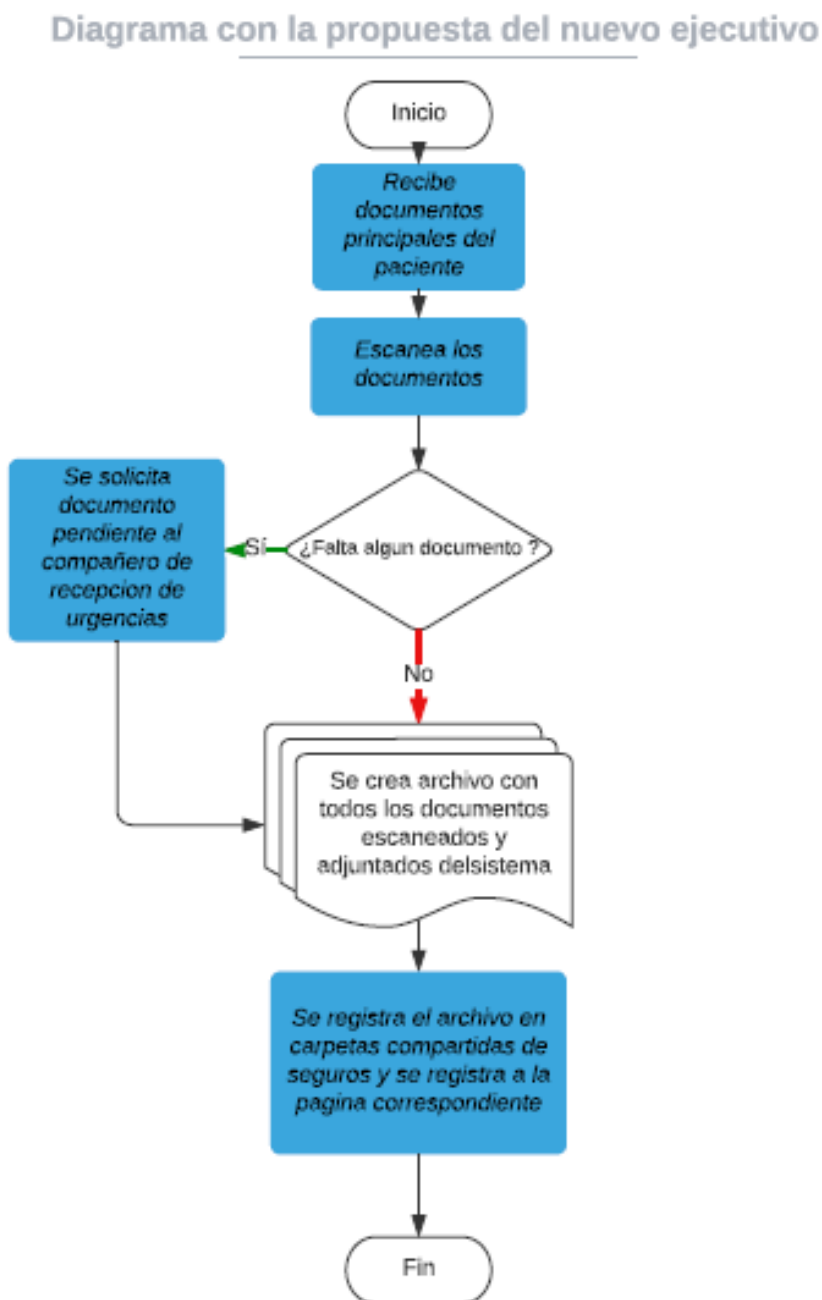 Diagrama con la propuesta del nuevo ejecutivo
Inicio
Recibe
documentos
principales del
paciente
Escanea los
documentos
¿Falta algun documento ?
Sí
Se solicita
documento
pendiente al
compañero de
recepcion de
urgencias
No
Se crea archivo con
todos los documentos
escaneados y
adjuntados delsistema
Se registra el archivo en
carpetas compartidas de
seguros y se registra a la
pagina correspondiente
Fin